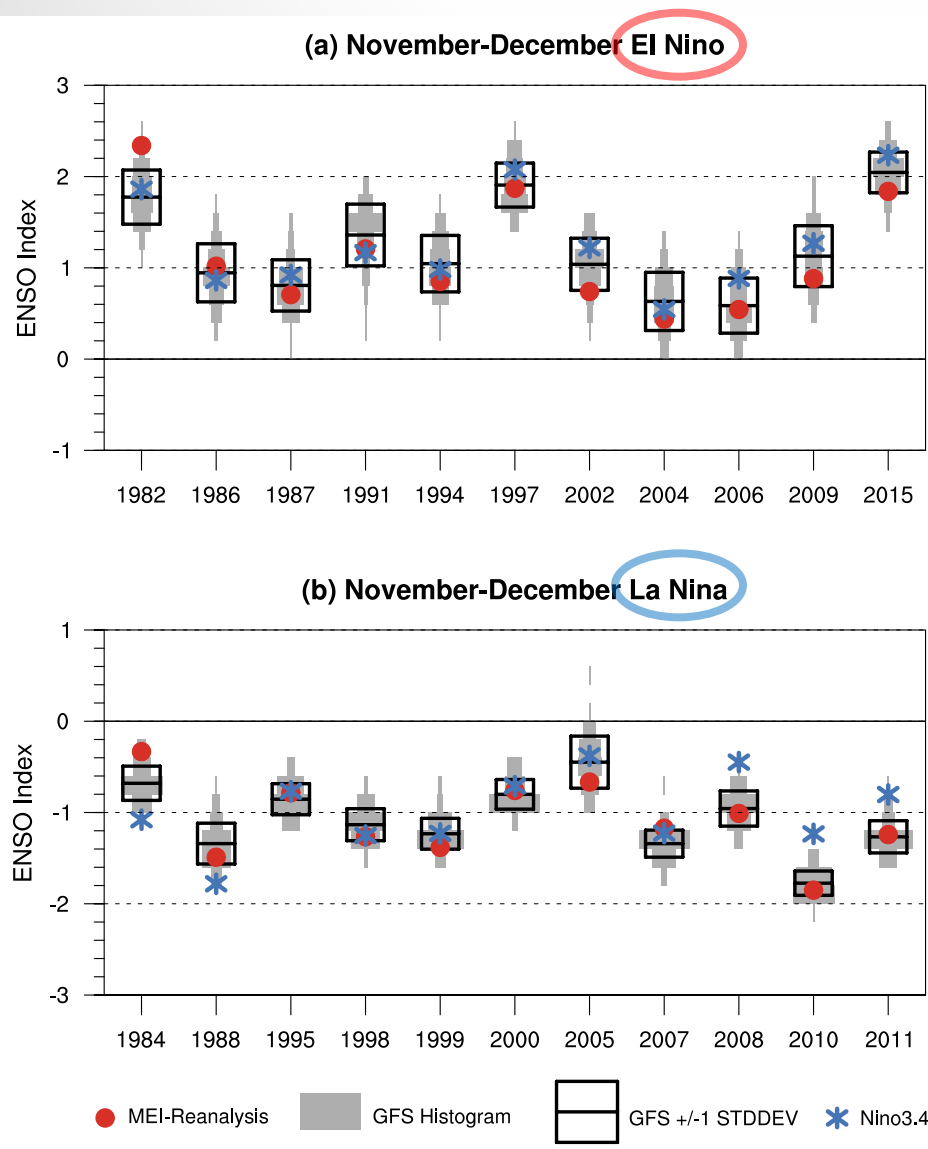 (a) November-December El Nino
ENSO Index
3
2
1
0
-1
1982 1986 1987 1991 1994 1997 2002 2004 2006 2009 2015
(b) November-December La Nina
ENSO Index
1
0
-1
-2
-3
1984 1988 1995 1998 1999 2000 2005 2007 2008 2010 2011
MEI-Reanalysis GFS Histogram GFS +/-1 STDDEV Nino3.4